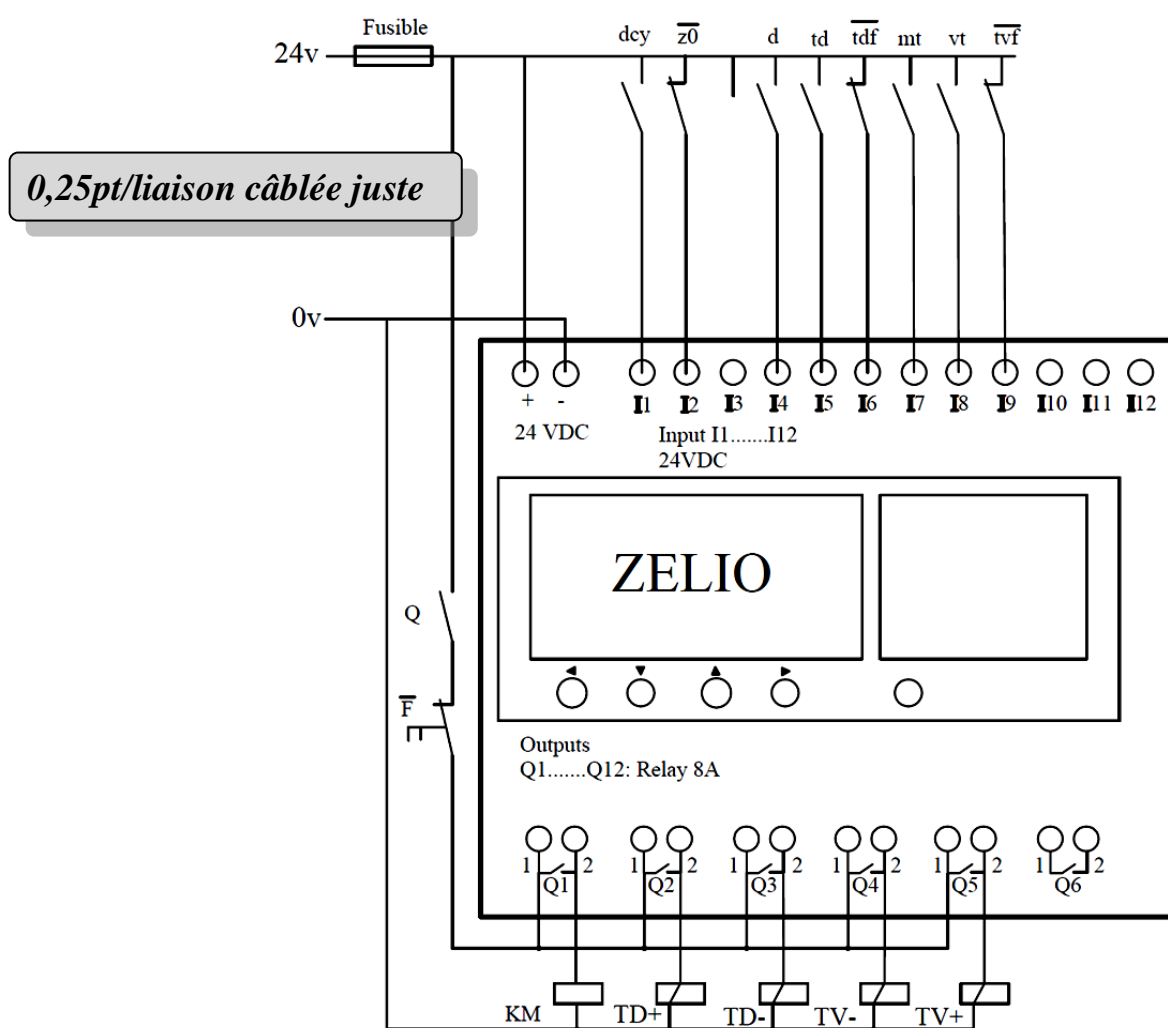 Fusible
24v
dcy z̅0̅ d td t̅d̅f̅ mt vt t̅v̅f̅
0,25pt/liaison câblée juste
0v
+ -
I1 I2 I3 I4 I5 I6 I7 I8 I9 I10 I11 I12
24 VDC
Input I1.......I12
24VDC
ZELIO
Q
F̅
Outputs
Q1.......Q12: Relay 8A
1 2 1 2 1 2 1 2 1 2 1 2
Q1 Q2 Q3 Q4 Q5 Q6
KM TD+ TD- TV- TV+